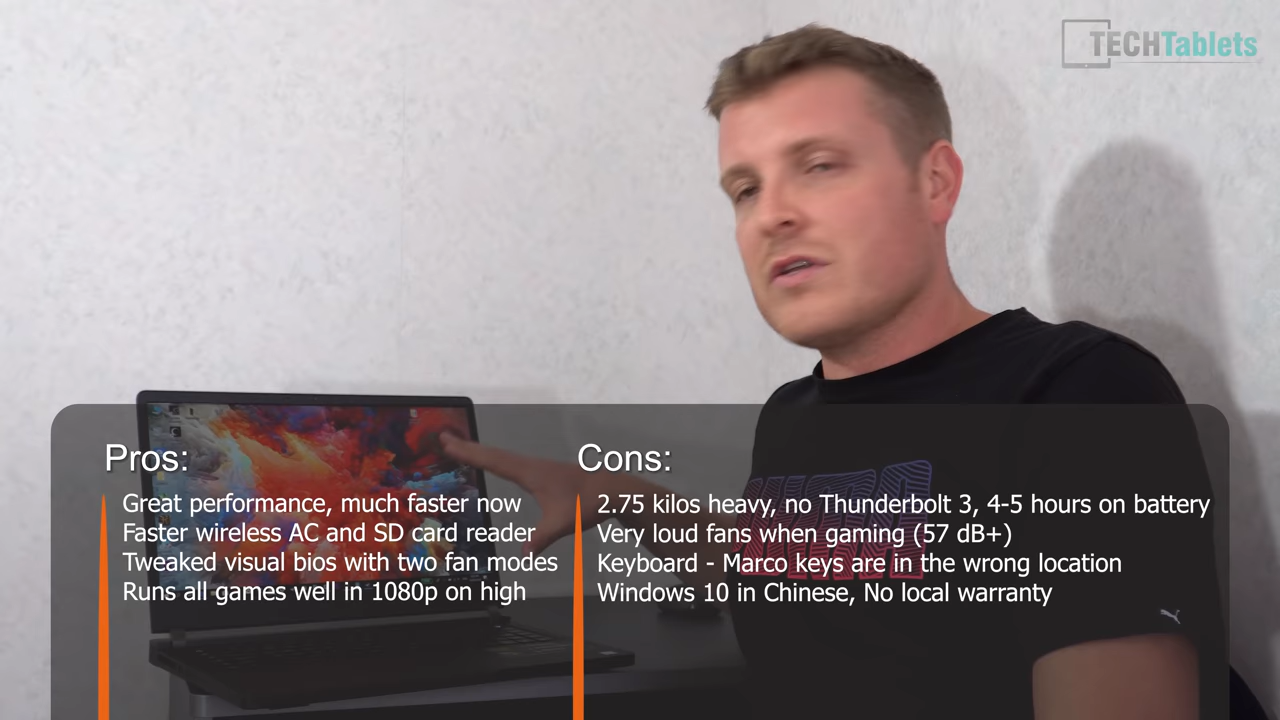 TECHTablets
Pros:
Great performance, much faster now
Faster wireless AC and SD card reader
Tweaked visual bios with two fan modes
Runs all games well in 1080p on high
Cons:
2.75 kilos heavy, no Thunderbolt 3, 4-5 hours on battery
Very loud fans when gaming (57 dB+)
Keyboard - Marco keys are in the wrong location
Windows 10 in Chinese, No local warranty